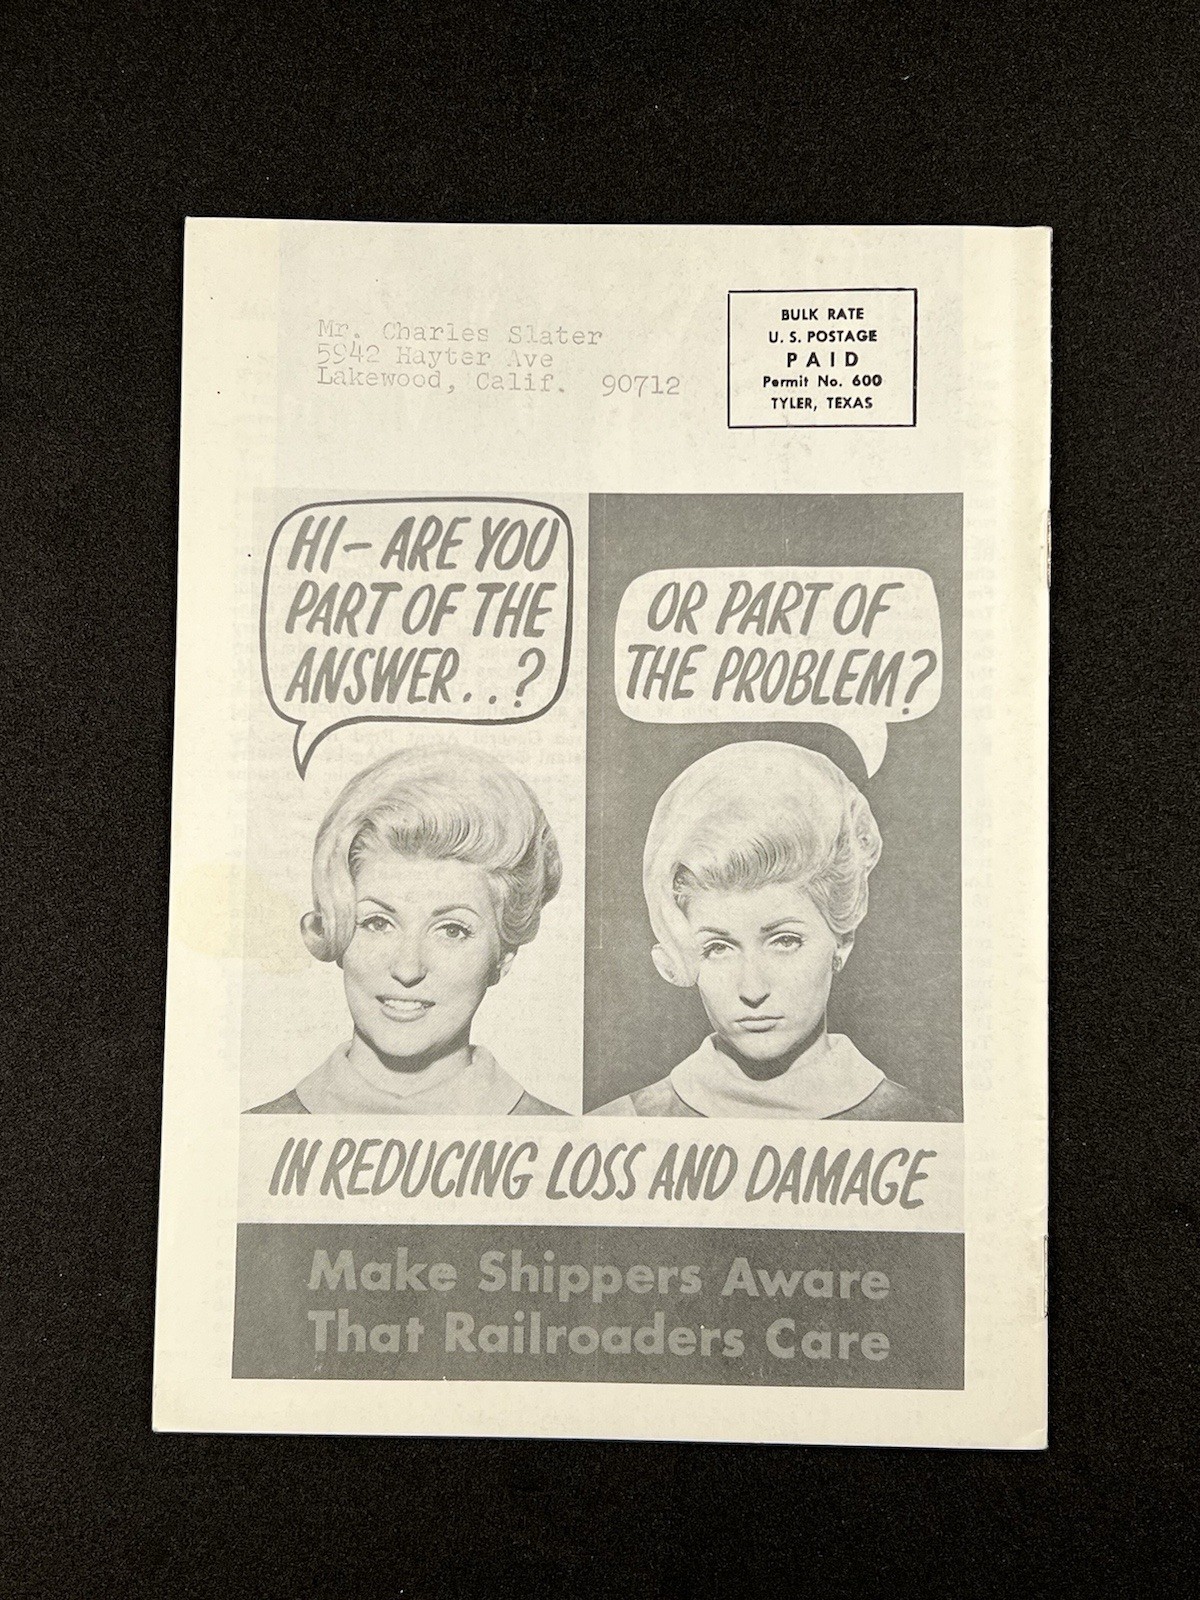 Mr. Charles Slater
5942 Hayter Ave
Lakewood, Calif. 90712
BULK RATE
U. S. POSTAGE
PAID
Permit No. 600
TYLER, TEXAS
HI - ARE YOU
PART OF THE
ANSWER..?
OR PART OF
THE PROBLEM?
IN REDUCING LOSS AND DAMAGE
Make Shippers Aware
That Railroaders Care